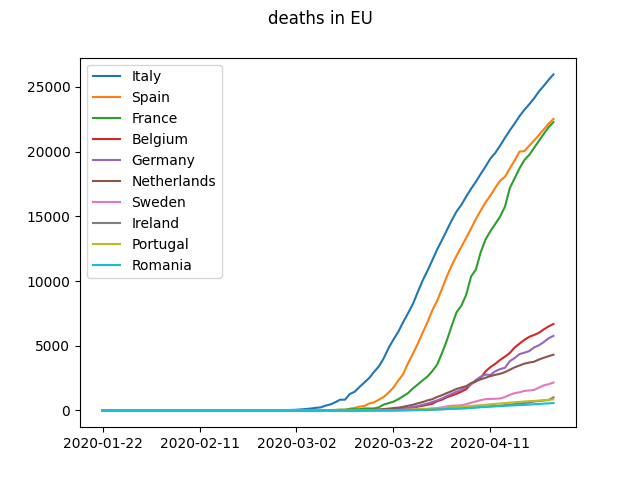 deaths in EU
Italy
Spain
France
Belgium
Germany
Netherlands
Sweden
Ireland
Portugal
Romania
25000
20000
15000
10000
5000
0
2020-01-22 2020-02-11 2020-03-02 2020-03-22 2020-04-11